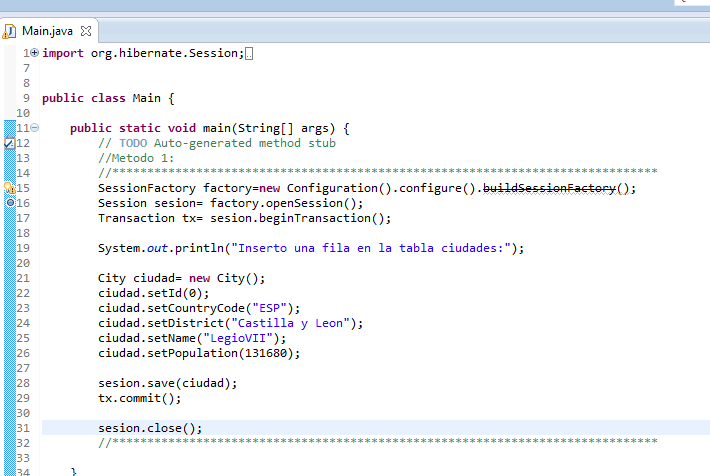 Main.java
1 import org.hibernate.Session;
7
8
9 public class Main {
10
11 public static void main(String[] args) {
12 // TODO Auto-generated method stub
13 //Metodo 1:
14 //******************************************************************************
15 SessionFactory factory=new Configuration().configure().buildSessionFactory();
16 Session sesion= factory.openSession();
17 Transaction tx= sesion.beginTransaction();
18
19 System.out.println("Inserto una fila en la tabla ciudades:");
20
21 City ciudad= new City();
22 ciudad.setId(0);
23 ciudad.setCountryCode("ESP");
24 ciudad.setDistrict("Castilla y Leon");
25 ciudad.setName("LegioVII");
26 ciudad.setPopulation(131680);
27
28 sesion.save(ciudad);
29 tx.commit();
30
31 sesion.close();
32 //******************************************************************************
33
34 }